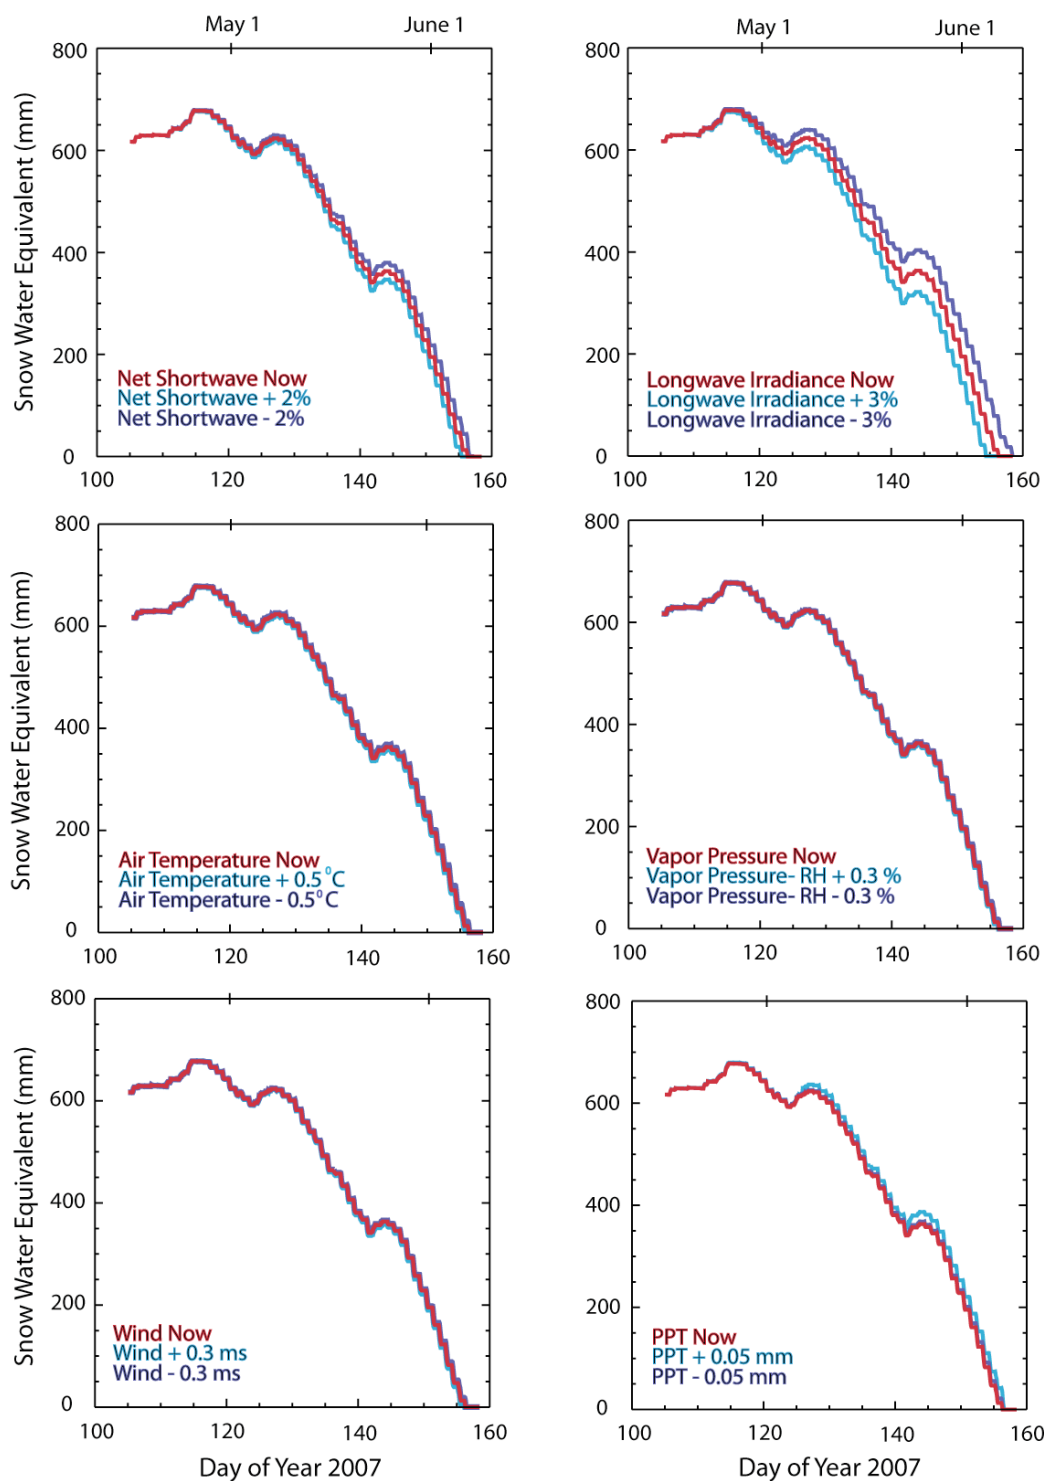 May 1 June 1
800
600
400
200
0
Snow Water Equivalent (mm)
Net Shortwave Now
Net Shortwave + 2%
Net Shortwave - 2%
100 120 140 160
May 1 June 1
800
600
400
200
0
Longwave Irradiance Now
Longwave Irradiance + 3%
Longwave Irradiance - 3%
100 120 140 160
800
600
400
200
0
Snow Water Equivalent (mm)
Air Temperature Now
Air Temperature + 0.5 °C
Air Temperature - 0.5°C
100 120 140 160
800
600
400
200
0
Vapor Pressure Now
Vapor Pressure- RH + 0.3 %
Vapor Pressure- RH - 0.3 %
100 120 140 160
800
600
400
200
0
Snow Water Equivalent (mm)
Wind Now
Wind + 0.3 ms
Wind - 0.3 ms
100 120 140 160
Day of Year 2007
800
600
400
200
0
PPT Now
PPT + 0.05 mm
PPT - 0.05 mm
100 120 140 160
Day of Year 2007